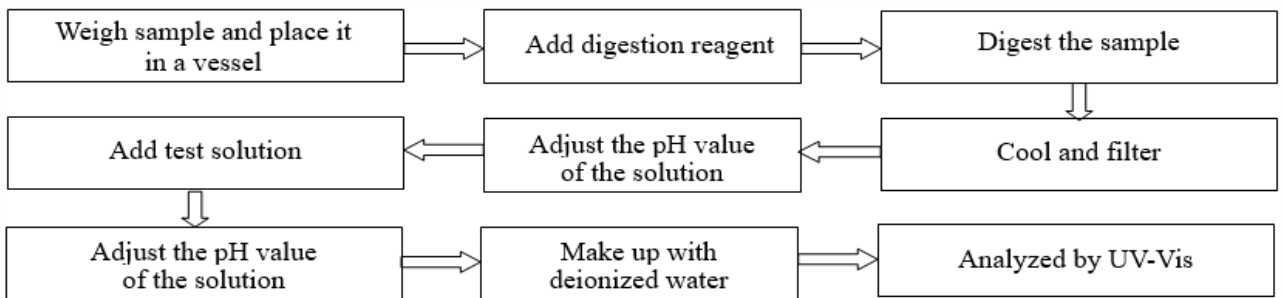 Weigh sample and place it
in a vessel
Add digestion reagent
Digest the sample
Cool and filter
Adjust the pH value
of the solution
Add test solution
Adjust the pH value
of the solution
Make up with
deionized water
Analyzed by UV-Vis